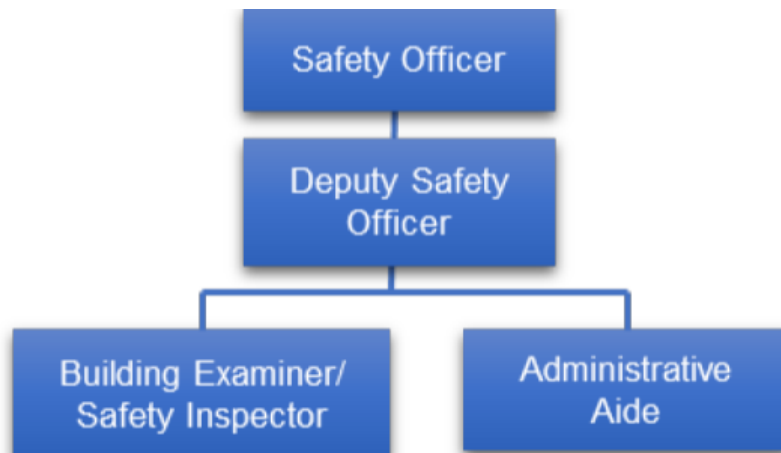 Safety Officer
Deputy Safety
Officer
Building Examiner/
Safety Inspector
Administrative
Aide